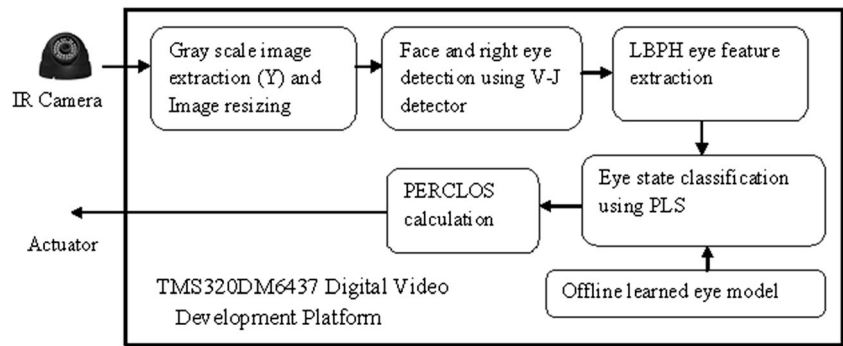 Gray scale image
extraction (Y) and
Image resizing
Face and right eye
detection using V-J
detector
LBPH eye feature
extraction
IR Camera
PERCLOS
calculation
Eye state classification
using PLS
Actuator
TMS320DM6437 Digital Video
Development Platform
Offline learned eye model